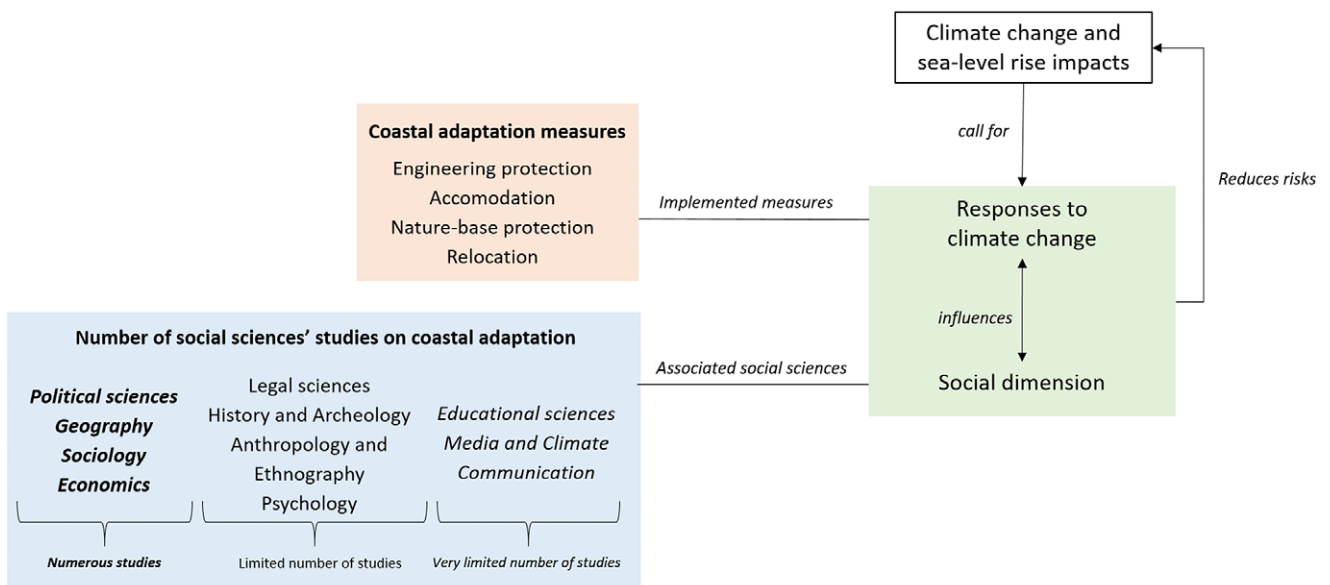 Climate change and
sea-level rise impacts
call for
Reduces risks
Coastal adaptation measures
Engineering protection
Accomodation
Nature-base protection
Relocation
Implemented measures
Responses to
climate change
influences
Social dimension
Associated social sciences
Number of social sciences’ studies on coastal adaptation
Political sciences
Geography
Sociology
Economics
Numerous studies
Legal sciences
History and Archeology
Anthropology and
Ethnography
Psychology
Limited number of studies
Educational sciences
Media and Climate
Communication
Very limited number of studies